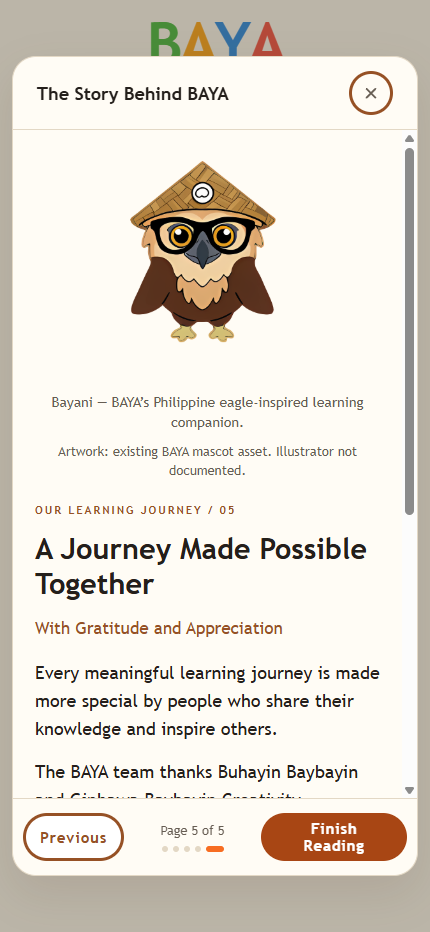 BAYA
The Story Behind BAYA
Bayani — BAYA's Philippine eagle-inspired learning
companion.
Artwork: existing BAYA mascot asset. Illustrator not
documented.
OUR LEARNING JOURNEY / 05
A Journey Made Possible
Together
With Gratitude and Appreciation
Every meaningful learning journey is made
more special by people who share their
knowledge and inspire others.
The BAYA team thanks Buhayin Baybayin
Previous
Page 5 of 5
Finish
Reading